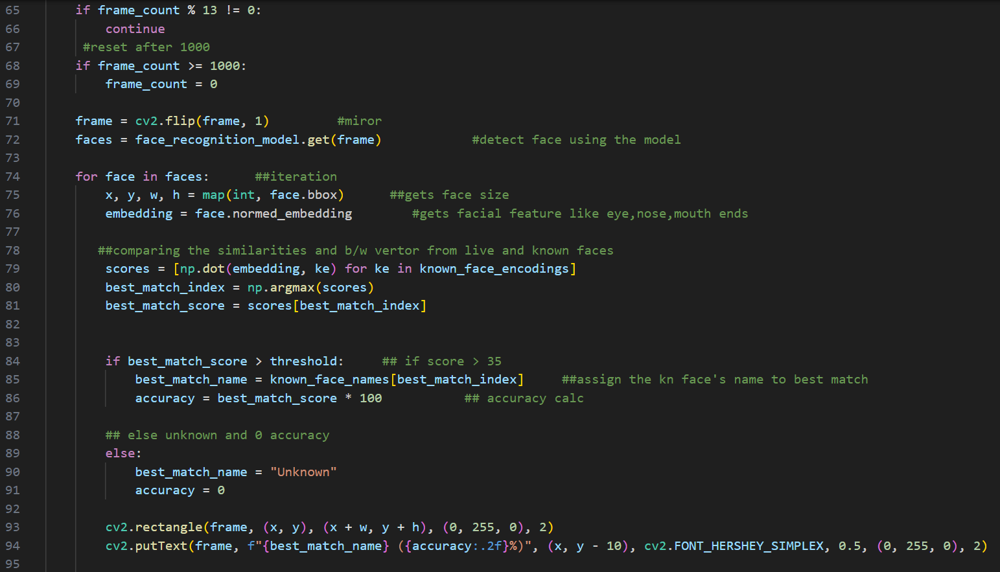 65 if frame_count % 13 != 0:
66 continue
67 #reset after 1000
68 if frame_count >= 1000:
69 frame_count = 0
70
71 frame = cv2.flip(frame, 1) #miror
72 faces = face_recognition_model.get(frame) #detect face using the model
73
74 for face in faces: ##iteration
75 x, y, w, h = map(int, face.bbox) ##gets face size
76 embedding = face.normed_embedding #gets facial feature like eye,nose,mouth ends
77
78 ##comparing the similarities and b/w vertor from live and known faces
79 scores = [np.dot(embedding, ke) for ke in known_face_encodings]
80 best_match_index = np.argmax(scores)
81 best_match_score = scores[best_match_index]
82
83
84 if best_match_score > threshold: ## if score > 35
85 best_match_name = known_face_names[best_match_index] ##assign the kn face's name to best match
86 accuracy = best_match_score * 100 ## accuracy calc
87
88 ## else unknown and 0 accuracy
89 else:
90 best_match_name = "Unknown"
91 accuracy = 0
92
93 cv2.rectangle(frame, (x, y), (x + w, y + h), (0, 255, 0), 2)
94 cv2.putText(frame, f"{best_match_name} ({accuracy:.2f}%)", (x, y - 10), cv2.FONT_HERSHEY_SIMPLEX, 0.5, (0, 255, 0), 2)
95